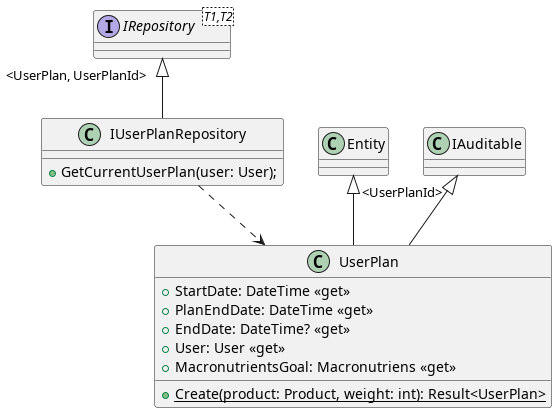 I IRepository T1,T2
<UserPlan, UserPlanId>
C IUserPlanRepository
GetCurrentUserPlan(user: User);
C Entity
C IAuditable
<UserPlanId>
C UserPlan
StartDate: DateTime «get»
PlanEndDate: DateTime «get»
EndDate: DateTime? «get»
User: User «get»
MacronutrientsGoal: Macronutriens «get»
Create(product: Product, weight: int): Result<UserPlan>